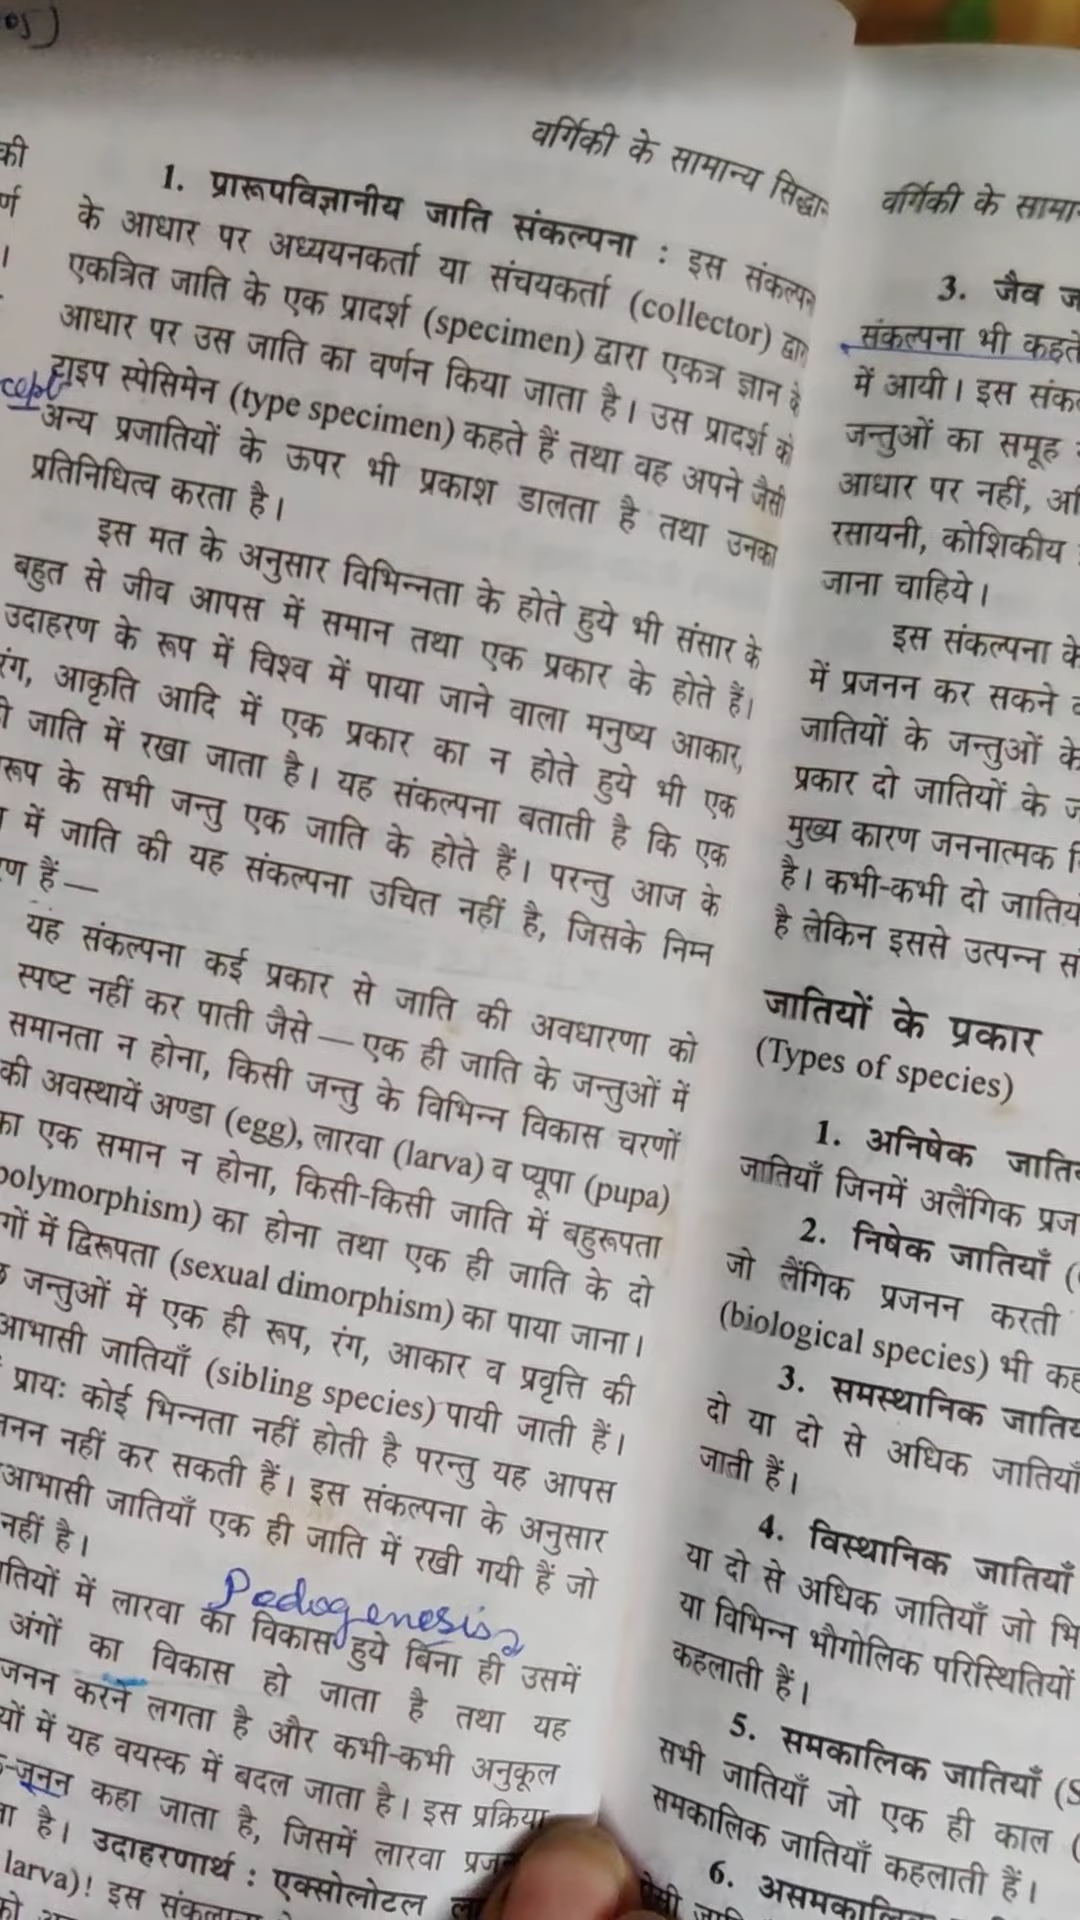 की
र्ण
वर्गिकी के सामान्य
1. प्रारूपविज्ञानीय जाति संकल्पना : इस
के आधार पर अध्ययनकर्ता या संचयकर्ता (collector)
एकत्रित जाति के एक प्रादर्श (specimen) द्वारा एकत्र ज्ञान के
आधार पर उस जाति का वर्णन किया जाता है। उस प्रादर्श को
टाइप स्पेसिमेन (type specimen) कहते हैं तथा वह अपने जैसी
अन्य प्रजातियों के ऊपर भी प्रकाश डालता है तथा उनका
प्रतिनिधित्व करता है।
इस मत के अनुसार विभिन्नता के होते हुये भी संसार के
बहुत से जीव आपस में समान तथा एक प्रकार के होते हैं।
उदाहरण के रूप में विश्व में पाया जाने वाला मनुष्य आकार,
रंग, आकृति आदि में एक प्रकार का न होते हुये भी एक
जाति में रखा जाता है। यह संकल्पना बताती है कि एक
रूप के सभी जन्तु एक जाति के होते हैं। परन्तु आज के
में जाति की यह संकल्पना उचित नहीं है, जिसके निम्न
हैं —
यह संकल्पना कई प्रकार से जाति की अवधारणा को
स्पष्ट नहीं कर पाती जैसे — एक ही जाति के जन्तुओं में
समानता न होना, किसी जन्तु के विभिन्न विकास चरणों
की अवस्थायें अण्डा (egg), लारवा (larva) व प्यूपा (pupa)
का एक समान न होना, किसी-किसी जाति में बहुरूपता
polymorphism) का होना तथा एक ही जाति के दो
में द्विरूपता (sexual dimorphism) का पाया जाना।
जन्तुओं में एक ही रूप, रंग, आकार व प्रवृत्ति की
आभासी जातियाँ (sibling species) पायी जाती हैं।
प्रायः कोई भिन्नता नहीं होती है परन्तु यह आपस
नहीं कर सकती हैं। इस संकल्पना के अनुसार
आभासी जातियाँ एक ही जाति में रखी गयी हैं जो
नहीं है।
Pedogenesis
में लारवा का विकास हुये बिना ही उसमें
अंगों का विकास हो जाता है तथा यह
करने लगता है और कभी-कभी अनुकूल
में यह वयस्क में बदल जाता है। इस प्रक्रिया
कहा जाता है, जिसमें लारवा
है। उदाहरणार्थ : एक्सोलोटल
larva)! इस
वर्गिकी के
3. जैव
संकल्पना भी कहते
में आयी। इस
जन्तुओं का समूह
आधार पर नहीं,
रसायनी, कोशिकीय
जाना चाहिये।
इस संकल्पना के
में प्रजनन कर सकने
जातियों के जन्तुओं के
प्रकार दो जातियों के
मुख्य कारण जननात्मक
है। कभी-कभी दो
है लेकिन इससे उत्पन्न
जातियों के प्रकार
(Types of species)
1. अनिषेक
जातियाँ जिनमें अलैंगिक
2. निषेक जातियाँ (
जो लैंगिक प्रजनन करती
(biological species) भी
3. समस्थानिक
दो या दो से अधिक जातियाँ
जाती हैं।
4. विस्थानिक जातियाँ
या दो से अधिक जातियाँ जो
या विभिन्न भौगोलिक परिस्थितियों
कहलाती हैं।
5. समकालिक जातियाँ (S
सभी जातियाँ जो एक ही काल (
समकालिक जातियाँ कहलाती हैं।
6.